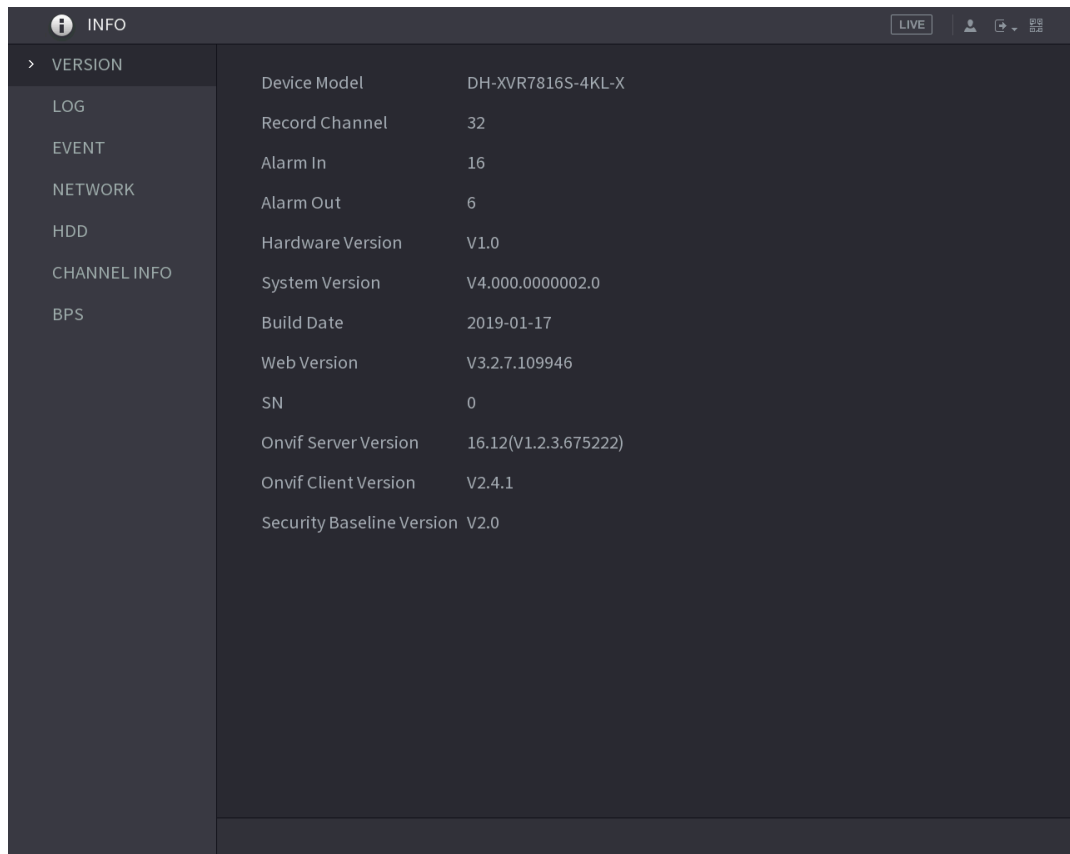 INFO
LIVE
VERSION
LOG
EVENT
NETWORK
HDD
CHANNEL INFO
BPS
Device Model DH-XVR7816S-4KL-X
Record Channel 32
Alarm In 16
Alarm Out 6
Hardware Version V1.0
System Version V4.000.0000002.0
Build Date 2019-01-17
Web Version V3.2.7.109946
SN 0
Onvif Server Version 16.12(V1.2.3.675222)
Onvif Client Version V2.4.1
Security Baseline Version V2.0